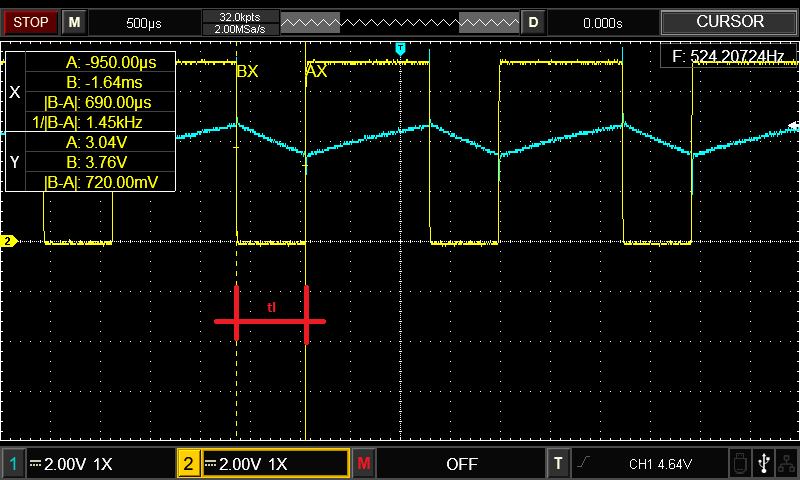 STOP M 500μs 32.0kpts D 0.000s CURSOR
2.00MSa/s
T
F: 524.20724Hz
X
A: -950.00μs
B: -1.64ms
|B-A|: 690.00μs
1/|B-A|: 1.45kHz
Y
A: 3.04V
B: 3.76V
|B-A|: 720.00mV
BX AX
2
tl
1 2.00V 1X 2 2.00V 1X M OFF T CH1 4.64V